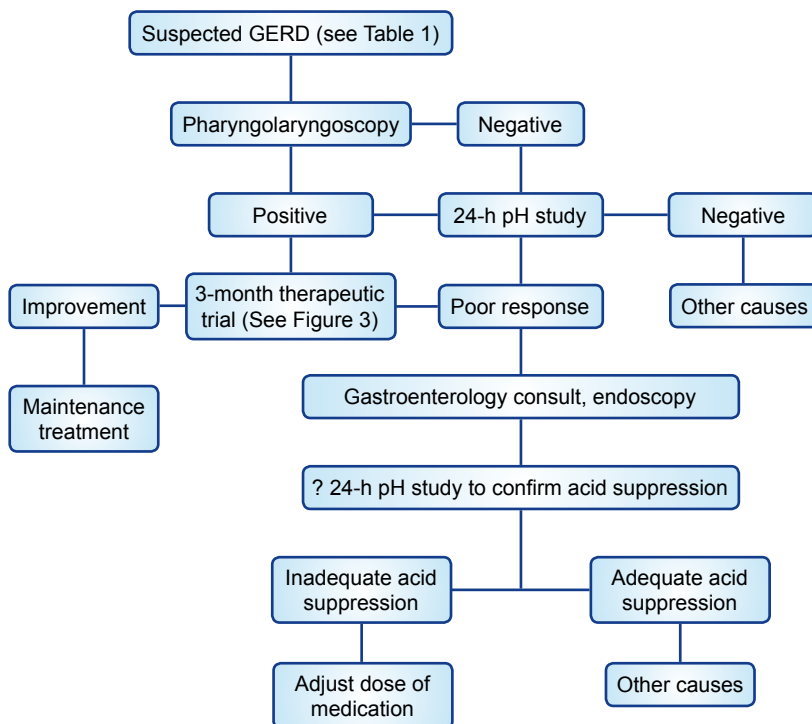 Suspected GERD (see Table 1)
Pharyngolaryngoscopy
Negative
Positive
24-h pH study
Negative
Improvement
3-month therapeutic
trial (See Figure 3)
Poor response
Other causes
Maintenance
treatment
Gastroenterology consult, endoscopy
? 24-h pH study to confirm acid suppression
Inadequate acid
suppression
Adequate acid
suppression
Adjust dose of
medication
Other causes